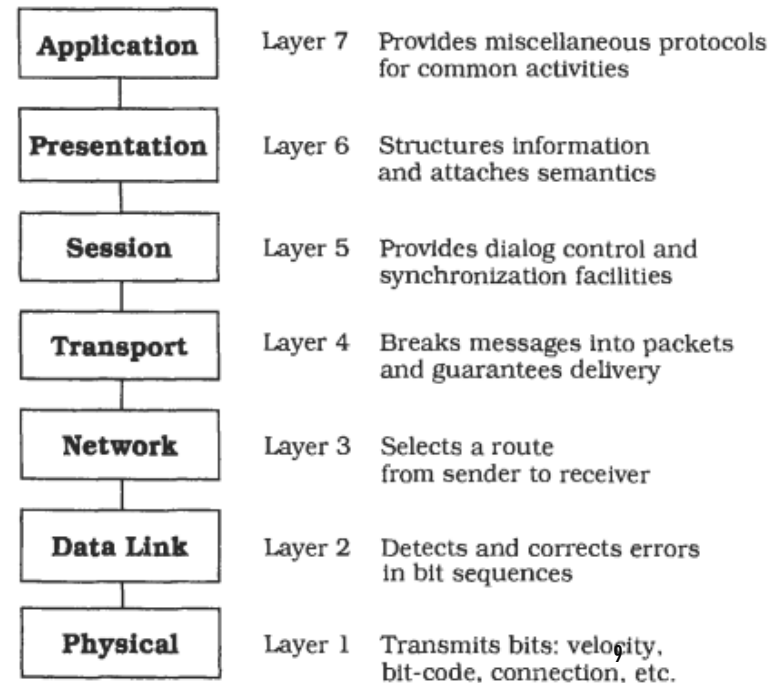 Application Layer 7 Provides miscellaneous protocols
for common activities
Presentation Layer 6 Structures information
and attaches semantics
Session Layer 5 Provides dialog control and
synchronization facilities
Transport Layer 4 Breaks messages into packets
and guarantees delivery
Network Layer 3 Selects a route
from sender to receiver
Data Link Layer 2 Detects and corrects errors
in bit sequences
Physical Layer 1 Transmits bits: velocity,
9
bit-code, connection, etc.